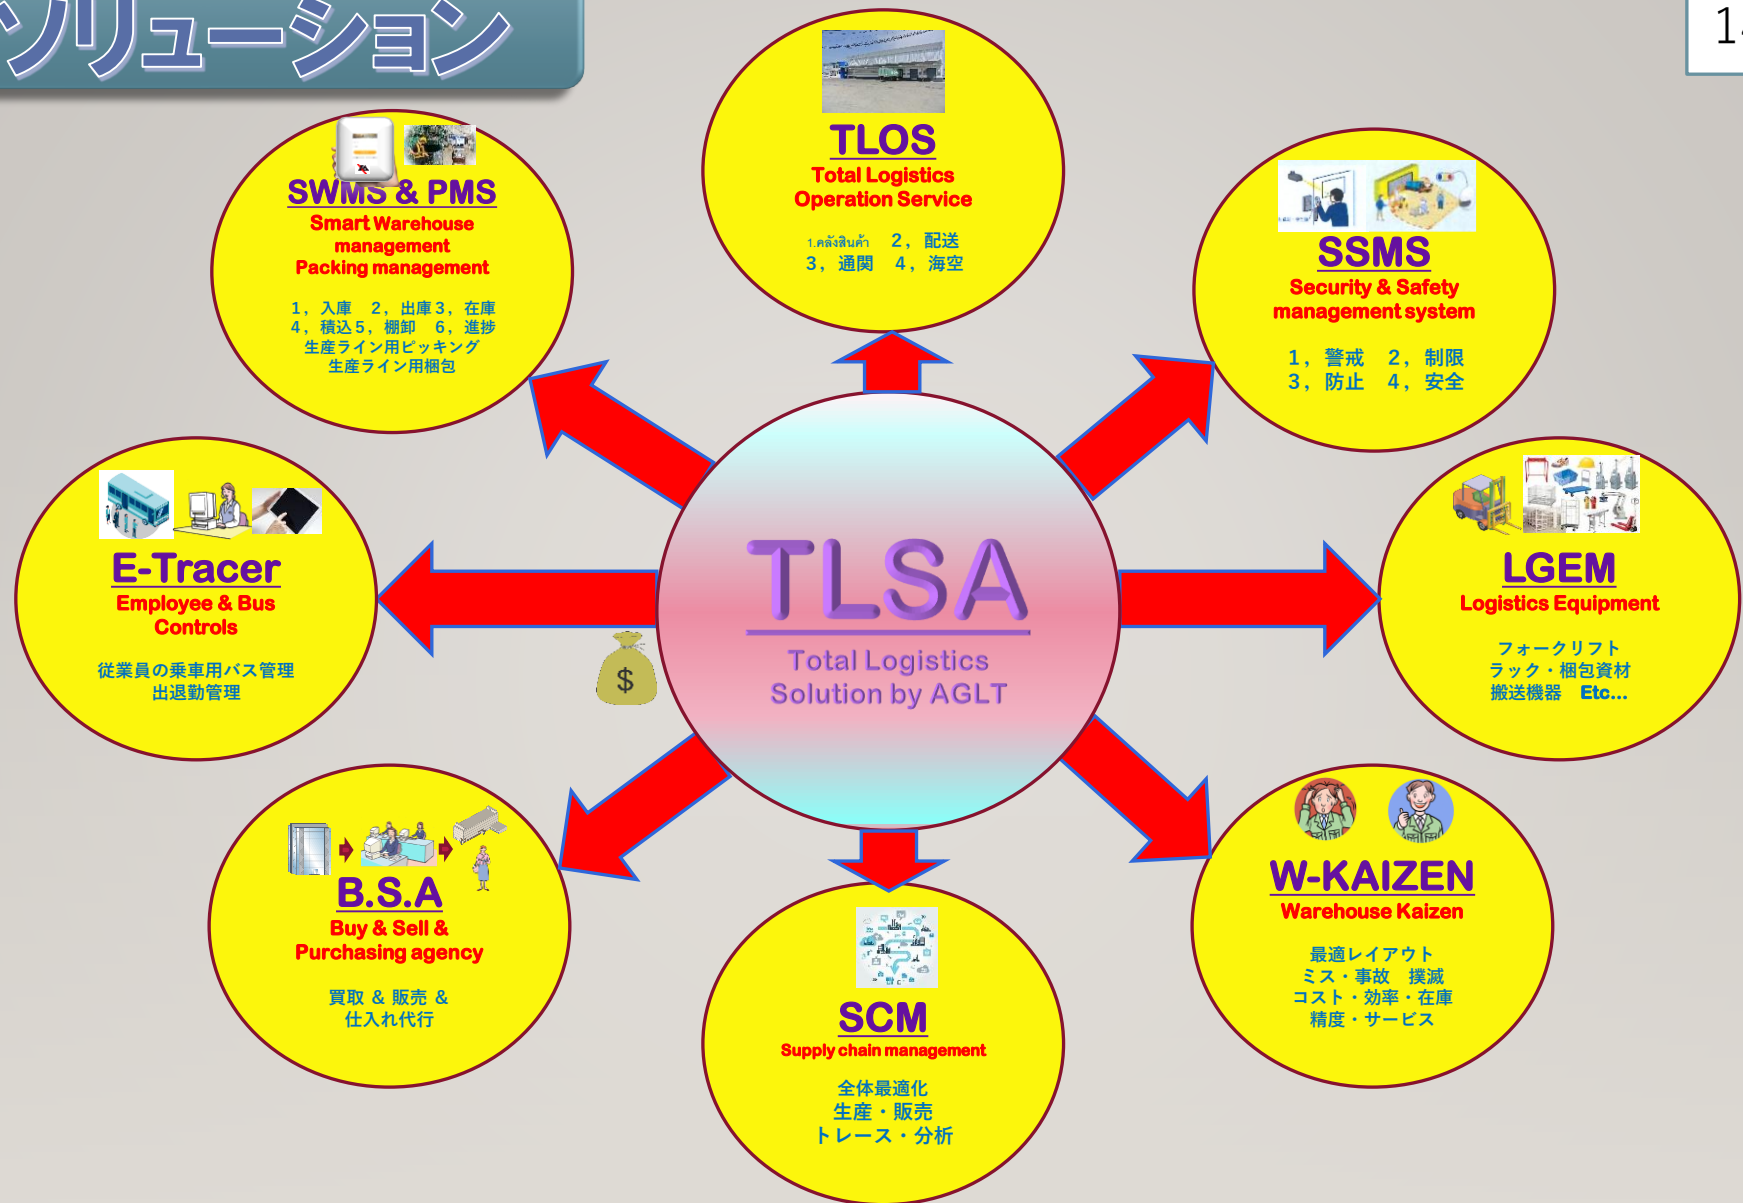 ソリューション
TLOS
Total Logistics
Operation Service
1.คลังสินค้า 2，配送
3，通関 4，海空
SWMS & PMS
Smart Warehouse
management
Packing management
1，入庫 2，出庫 3，在庫
4，積込 5，棚卸 6，進捗
生産ライン用ピッキング
生産ライン用梱包
SSMS
Security & Safety
management system
1，警戒 2，制限
3，防止 4，安全
E-Tracer
Employee & Bus
Controls
従業員の乗車用バス管理
出退勤管理
$
TLSA
Total Logistics
Solution by AGLT
LGEM
Logistics Equipment
フォークリフト
ラック・梱包資材
搬送機器 Etc...
B.S.A
Buy & Sell &
Purchasing agency
買取 & 販売 &
仕入れ代行
SCM
Supply chain management
全体最適化
生産・販売
トレース・分析
W-KAIZEN
Warehouse Kaizen
最適レイアウト
ミス・事故 撲滅
コスト・効率・在庫
精度・サービス